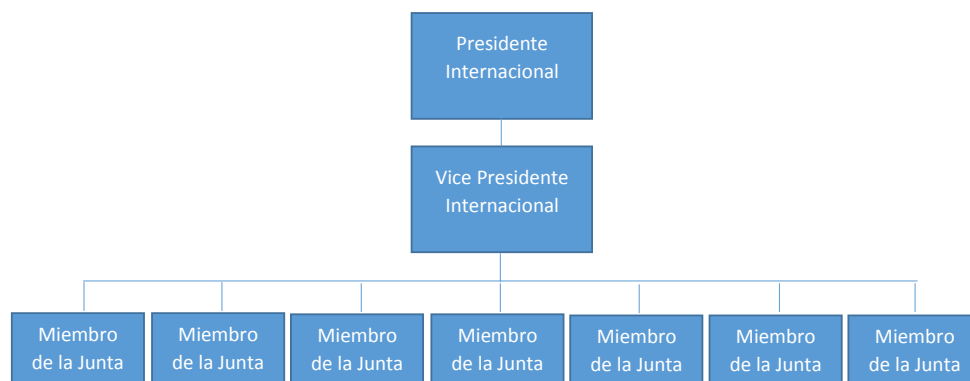 Presidente
Internacional
Vice Presidente
Internacional
Miembro
de la Junta
Miembro
de la Junta
Miembro
de la Junta
Miembro
de la Junta
Miembro
de la Junta
Miembro
de la Junta
Miembro
de la Junta